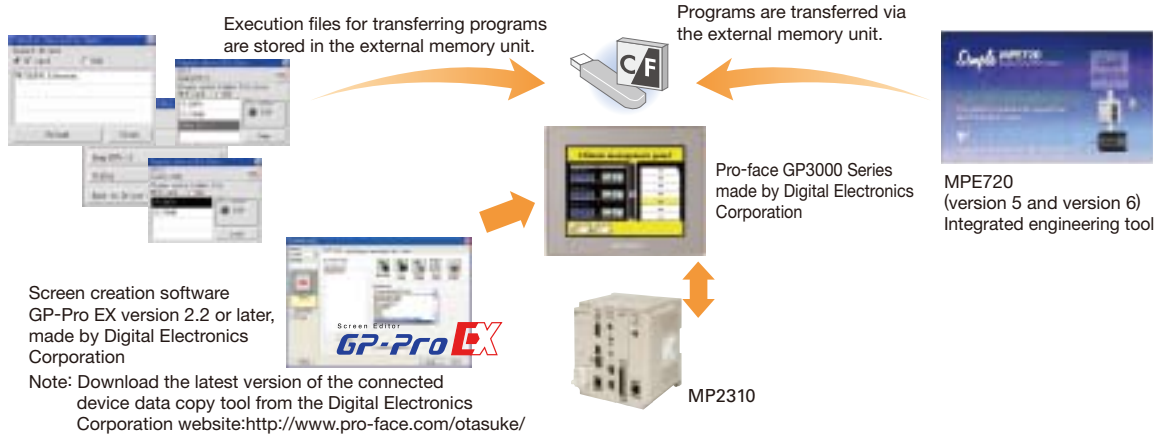 Execution files for transferring programs
are stored in the external memory unit.
Programs are transferred via
the external memory unit.
C/F
Simple MPE720
Pro-face GP3000 Series
made by Digital Electronics
Corporation
MPE720
(version 5 and version 6)
Integrated engineering tool
Screen creation software
GP-Pro EX version 2.2 or later,
made by Digital Electronics
Corporation
Screen Editor
GP-Pro EX
MP2310
Note: Download the latest version of the connected
device data copy tool from the Digital Electronics
Corporation website:http://www.pro-face.com/otasuke/